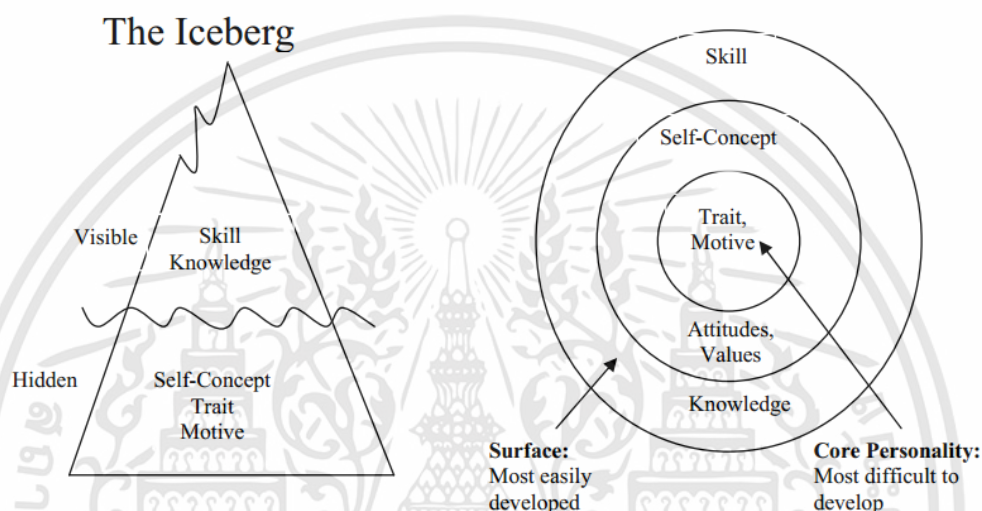 The Iceberg
Visible
Skill
Knowledge
Hidden
Self-Concept
Trait
Motive
Skill
Self-Concept
Trait,
Motive
Attitudes,
Values
Knowledge
Surface:
Most easily
developed
Core Personality:
Most difficult to
develop